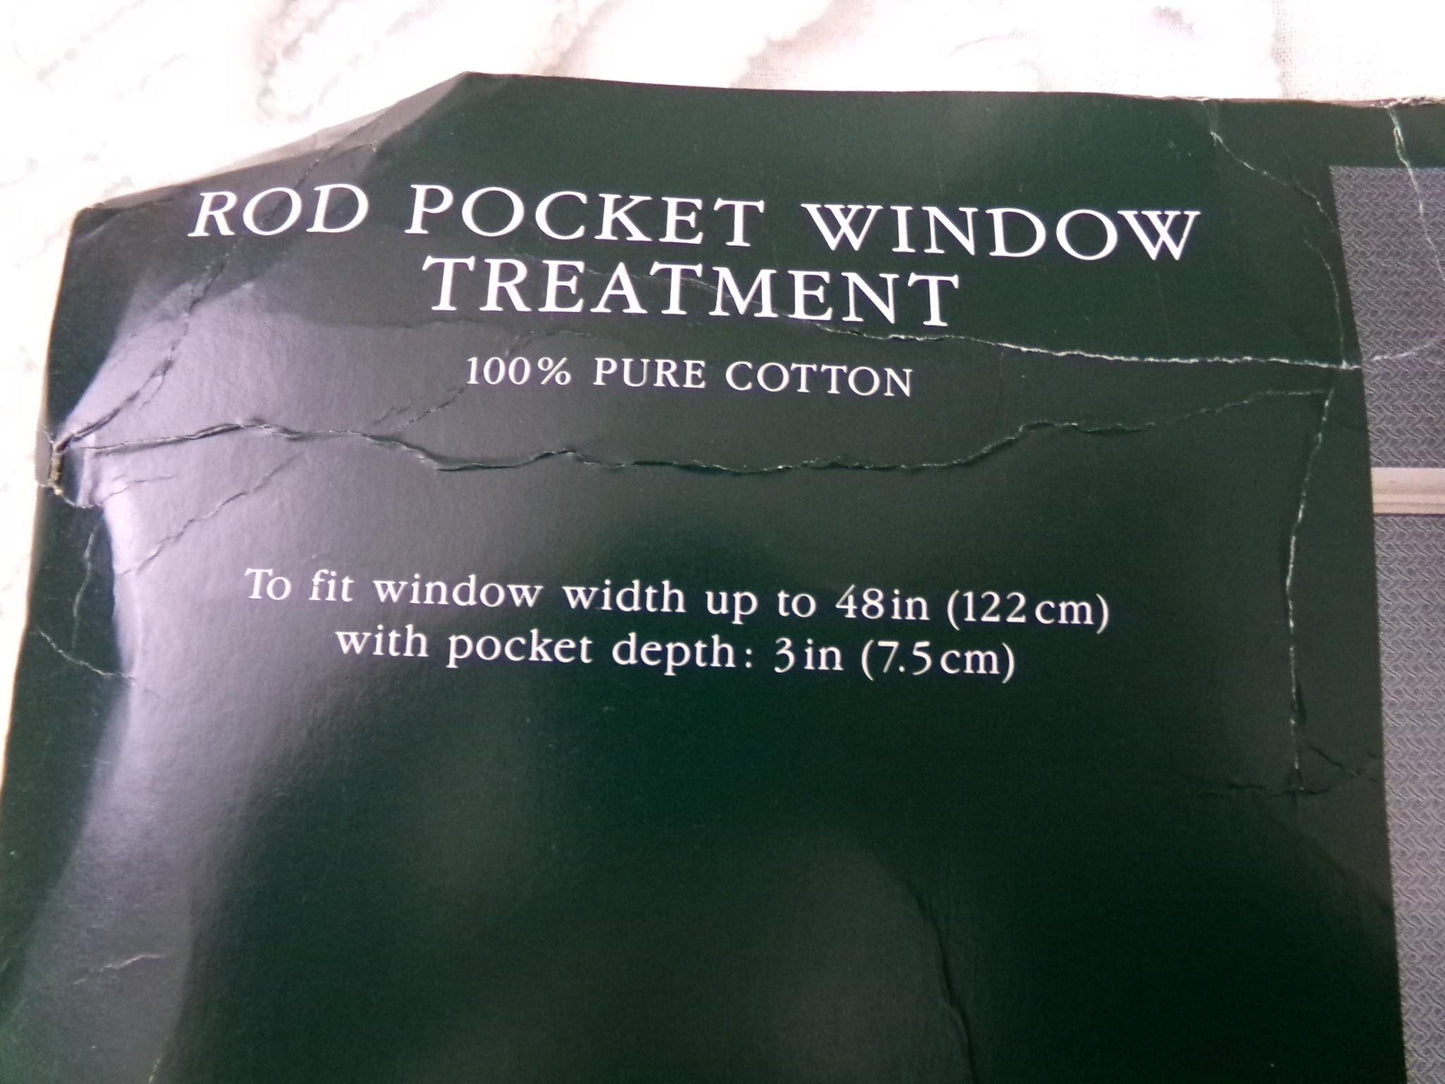 ROD POCKET WINDOW
TREATMENT
100% PURE COTTON
To fit window width up to 48in (122cm)
with pocket depth: 3in (7.5cm)